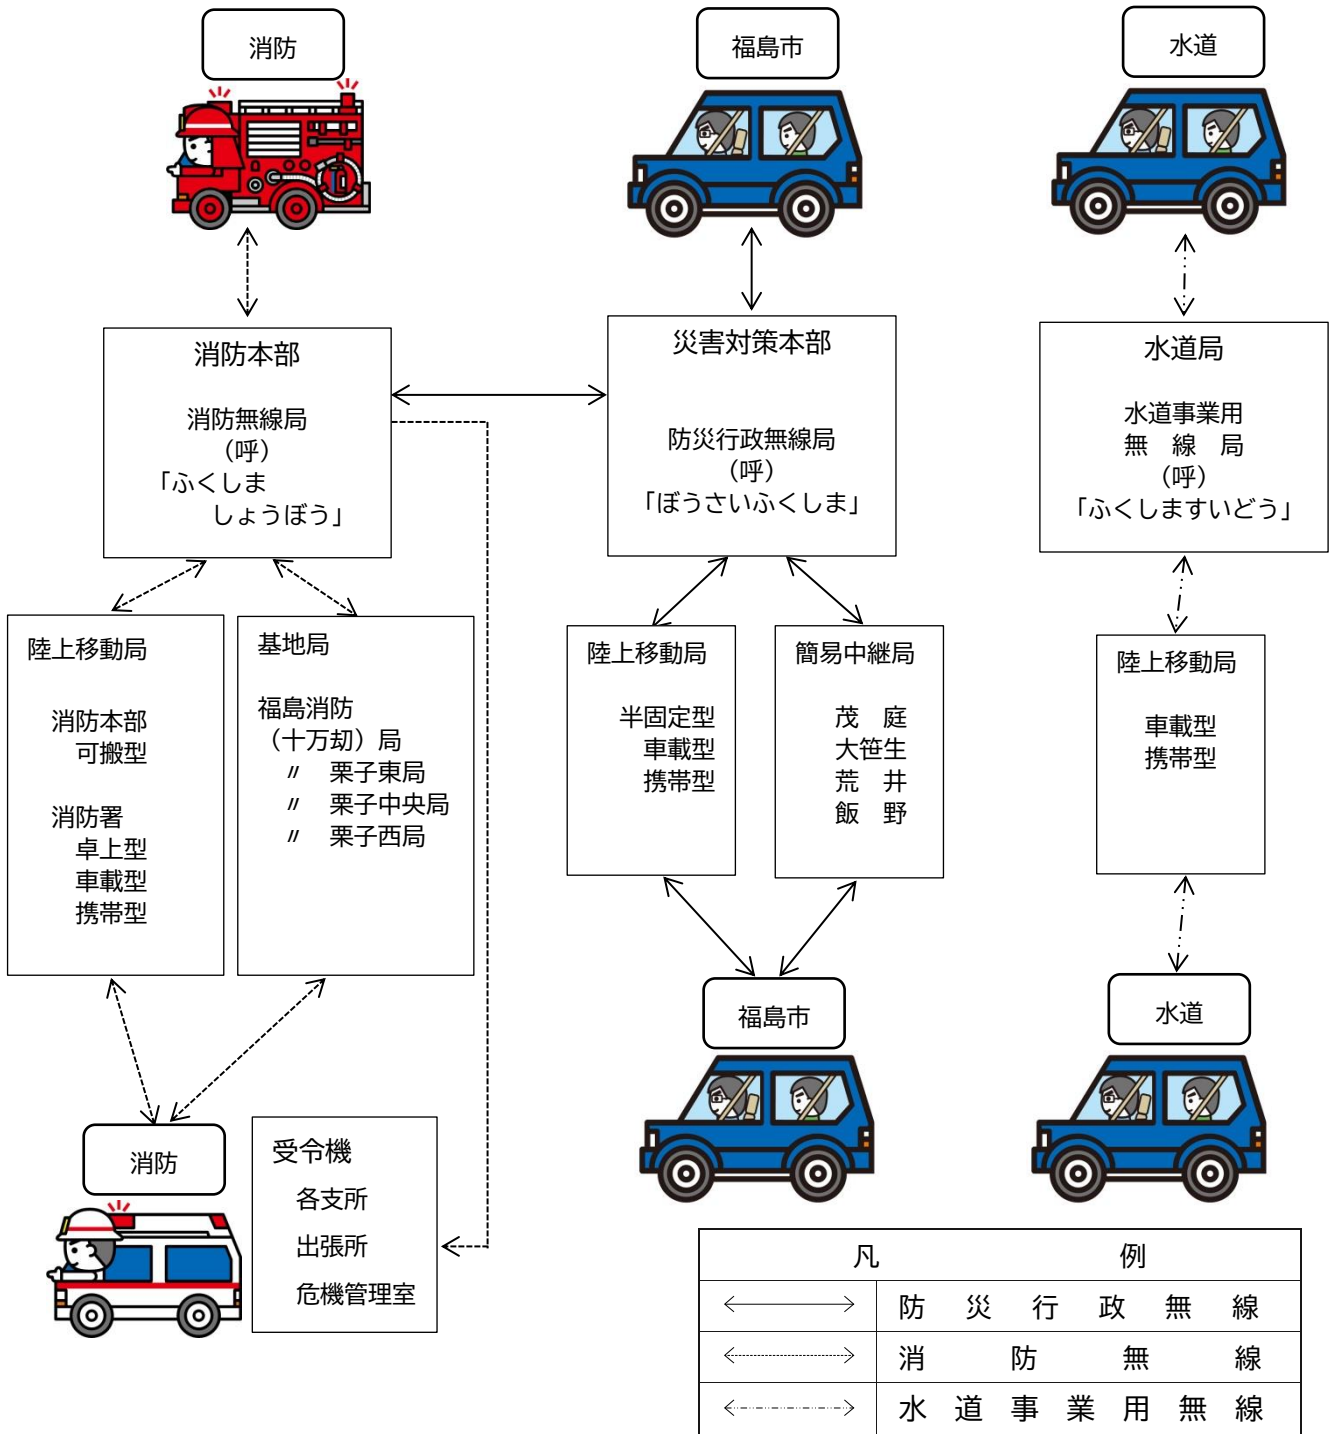 消防
福島市
水道
消防本部
消防無線局
（呼）
「ふくしま
しょうぼう」
災害対策本部
防災行政無線局
（呼）
「ぼうさいふくしま」
水道局
水道事業用
無　線　局
（呼）
「ふくしますいどう」
陸上移動局
消防本部
可搬型
消防署
卓上型
車載型
携帯型
基地局
福島消防
（十万劫）局
〃　栗子東局
〃　栗子中央局
〃　栗子西局
陸上移動局
半固定型
車載型
携帯型
簡易中継局
茂　庭
大笹生
荒　井
飯　野
陸上移動局
車載型
携帯型
消防
受令機
各支所
出張所
危機管理室
福島市
水道
凡　例
防災行政無線
消防無線
水道事業用無線